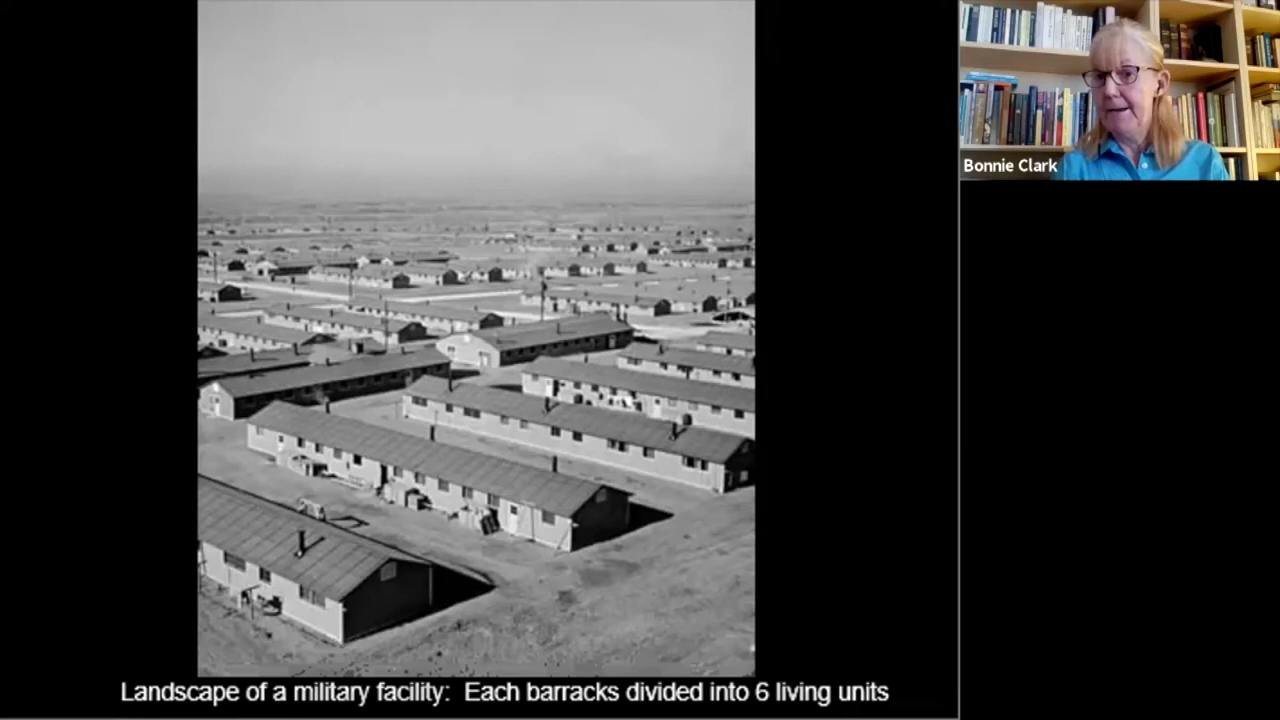 Bonnie Clark
Landscape of a military facility: Each barracks divided into 6 living units